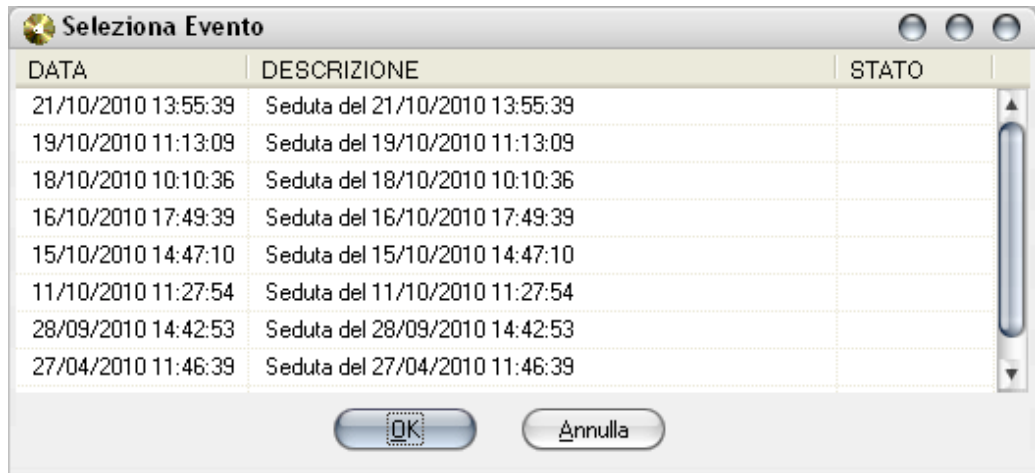 Seleziona Evento
DATA DESCRIZIONE STATO
21/10/2010 13:55:39 Seduta del 21/10/2010 13:55:39
19/10/2010 11:13:09 Seduta del 19/10/2010 11:13:09
18/10/2010 10:10:36 Seduta del 18/10/2010 10:10:36
16/10/2010 17:49:39 Seduta del 16/10/2010 17:49:39
15/10/2010 14:47:10 Seduta del 15/10/2010 14:47:10
11/10/2010 11:27:54 Seduta del 11/10/2010 11:27:54
28/09/2010 14:42:53 Seduta del 28/09/2010 14:42:53
27/04/2010 11:46:39 Seduta del 27/04/2010 11:46:39
OK Annulla